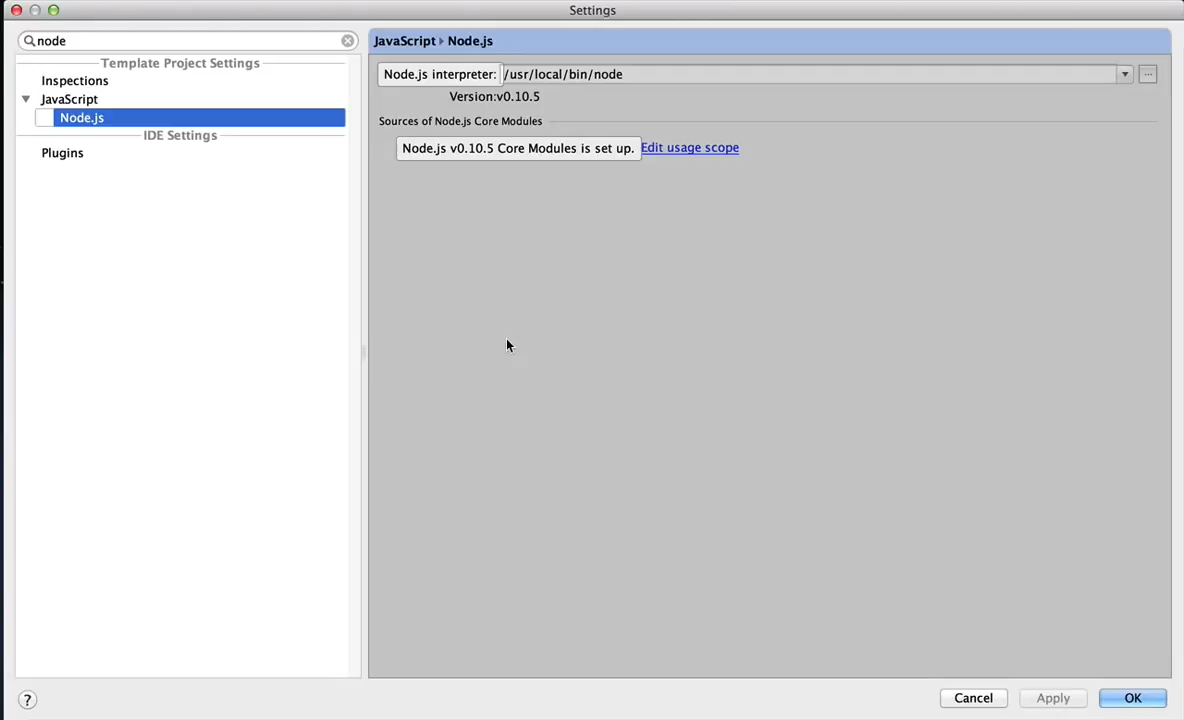 Settings
node
Template Project Settings
Inspections
JavaScript
Node.js
IDE Settings
Plugins
JavaScript › Node.js
Node.js interpreter: /usr/local/bin/node
...
Version:v0.10.5
Sources of Node.js Core Modules
Node.js v0.10.5 Core Modules is set up. Edit usage scope
?
Cancel Apply OK